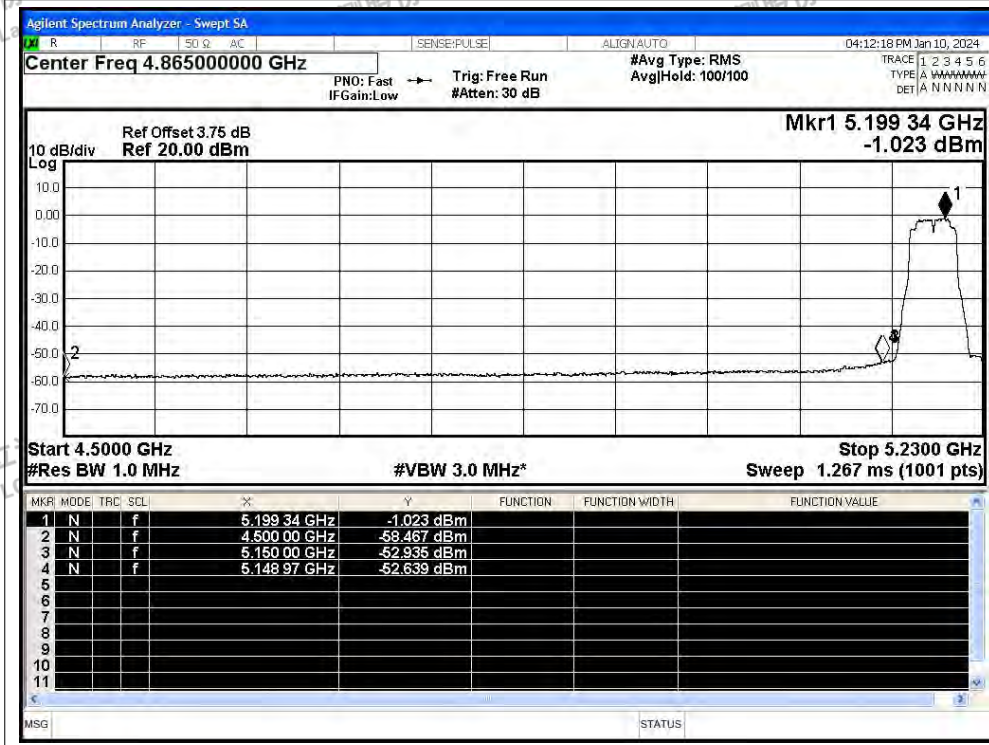 Agilent Spectrum Analyzer - Swept SA
LXI R RF 50 Ω AC SENSE:PULSE ALIGN AUTO 04:12:18 PM Jan 10, 2024
Center Freq 4.865000000 GHz
#Avg Type: RMS
TRACE 1 2 3 4 5 6
PNO: Fast Trig: Free Run Avg|Hold: 100/100
TYPE A WWWWW
IFGain:Low #Atten: 30 dB
DET A N N N N N
Mkr1 5.199 34 GHz
Ref Offset 3.75 dB
10 dB/div Ref 20.00 dBm -1.023 dBm
Log
10.0
1
0.00
-10.0
-20.0
-30.0
-40.0
4
-50.0 2
-60.0
-70.0
Start 4.5000 GHz Stop 5.2300 GHz
#Res BW 1.0 MHz #VBW 3.0 MHz* Sweep 1.267 ms (1001 pts)
MKR MODE TRC SCL X Y FUNCTION FUNCTION WIDTH FUNCTION VALUE
1 N f 5.199 34 GHz -1.023 dBm
2 N f 4.500 00 GHz -58.467 dBm
3 N f 5.150 00 GHz -52.935 dBm
4 N f 5.148 97 GHz -52.639 dBm
5
6
7
8
9
10
11
MSG STATUS